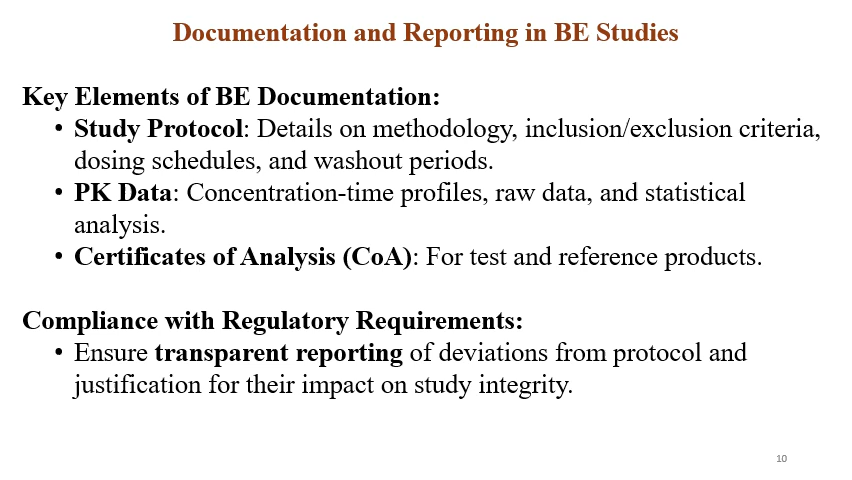 Documentation and Reporting in BE Studies
Key Elements of BE Documentation:
• Study Protocol: Details on methodology, inclusion/exclusion criteria,
dosing schedules, and washout periods.
• PK Data: Concentration-time profiles, raw data, and statistical
analysis.
• Certificates of Analysis (CoA): For test and reference products.
Compliance with Regulatory Requirements:
• Ensure transparent reporting of deviations from protocol and
justification for their impact on study integrity.
10